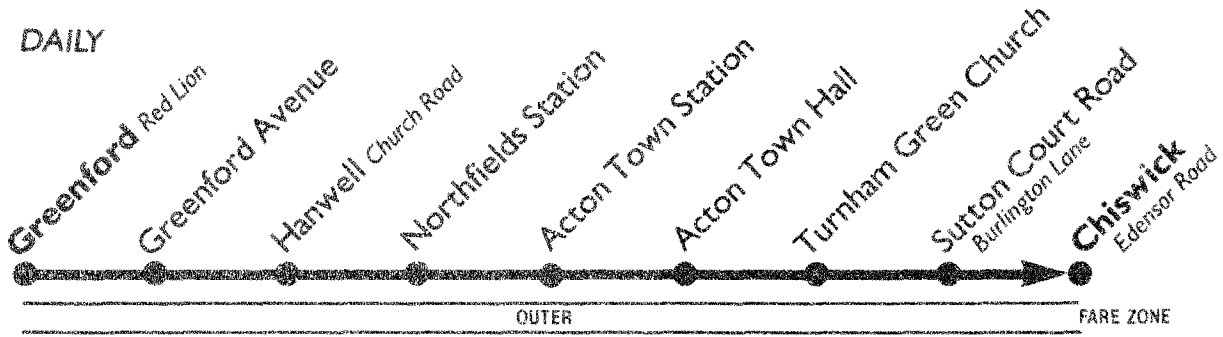 DAILY
Greenford Red Lion
Greenford Avenue
Hanwell Church Road
Northfields Station
Acton Town Station
Acton Town Hall
Turnham Green Church
Sutton Court Road
Burlington Lane
Chiswick
Edensor Road
OUTER
FARE ZONE